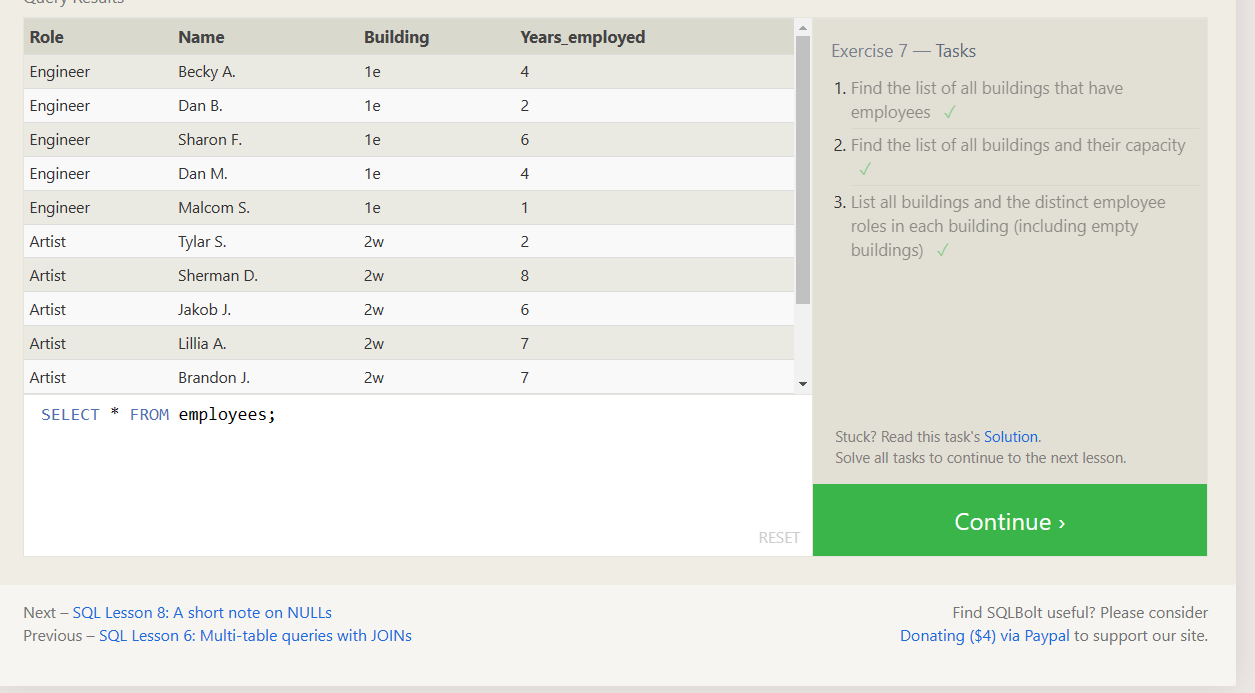 Query Results
Role Name Building Years_employed
Engineer Becky A. 1e 4
Engineer Dan B. 1e 2
Engineer Sharon F. 1e 6
Engineer Dan M. 1e 4
Engineer Malcom S. 1e 1
Artist Tylar S. 2w 2
Artist Sherman D. 2w 8
Artist Jakob J. 2w 6
Artist Lillia A. 2w 7
Artist Brandon J. 2w 7
SELECT * FROM employees;
RESET
Exercise 7 — Tasks
1. Find the list of all buildings that have
employees ✓
2. Find the list of all buildings and their capacity
✓
3. List all buildings and the distinct employee
roles in each building (including empty
buildings) ✓
Stuck? Read this task's Solution.
Solve all tasks to continue to the next lesson.
Continue ›
Next – SQL Lesson 8: A short note on NULLs
Previous – SQL Lesson 6: Multi-table queries with JOINs
Find SQLBolt useful? Please consider
Donating ($4) via Paypal to support our site.